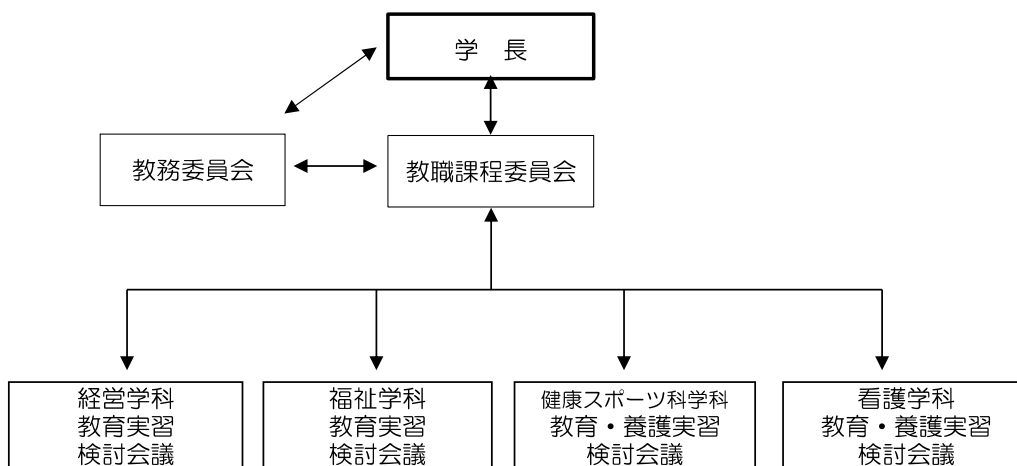 学　長
教務委員会
教職課程委員会
経営学科
教育実習
検討会議
福祉学科
教育実習
検討会議
健康スポーツ科学科
教育・養護実習
検討会議
看護学科
教育・養護実習
検討会議